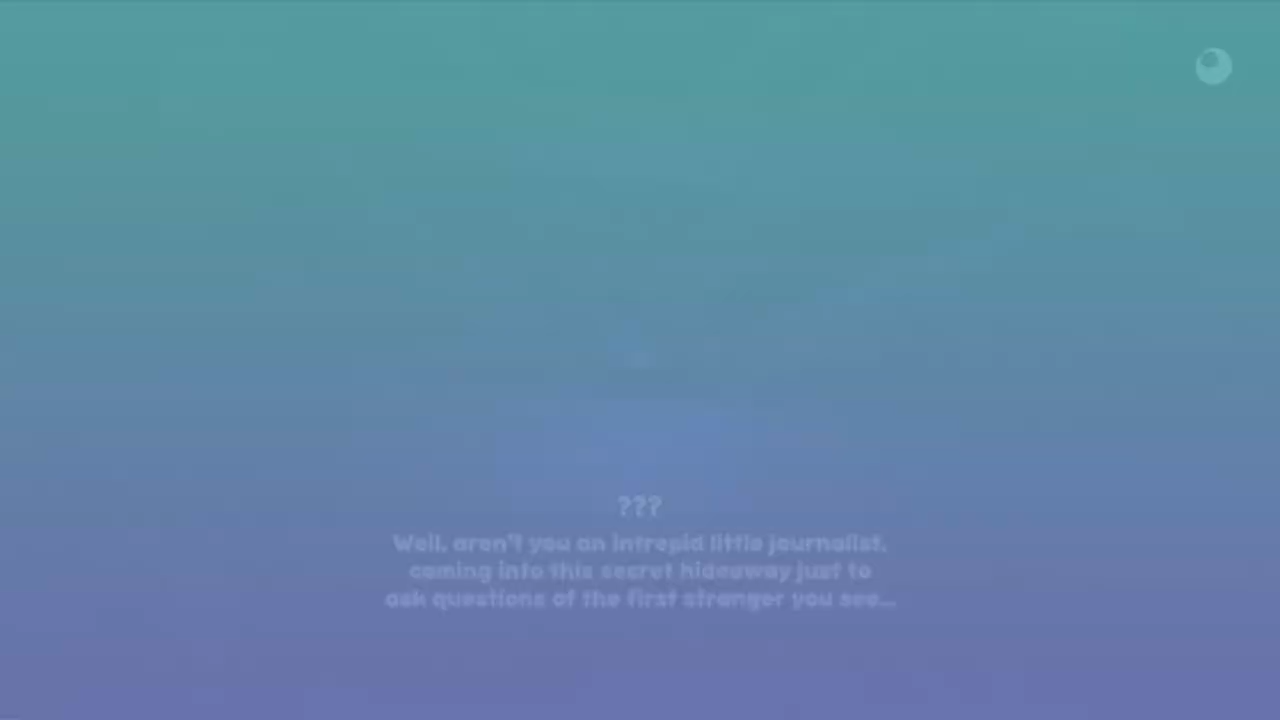 ???
Well, aren't you an intrepid little journalist,
coming into this secret hideaway just to
ask questions of the first stranger you see...